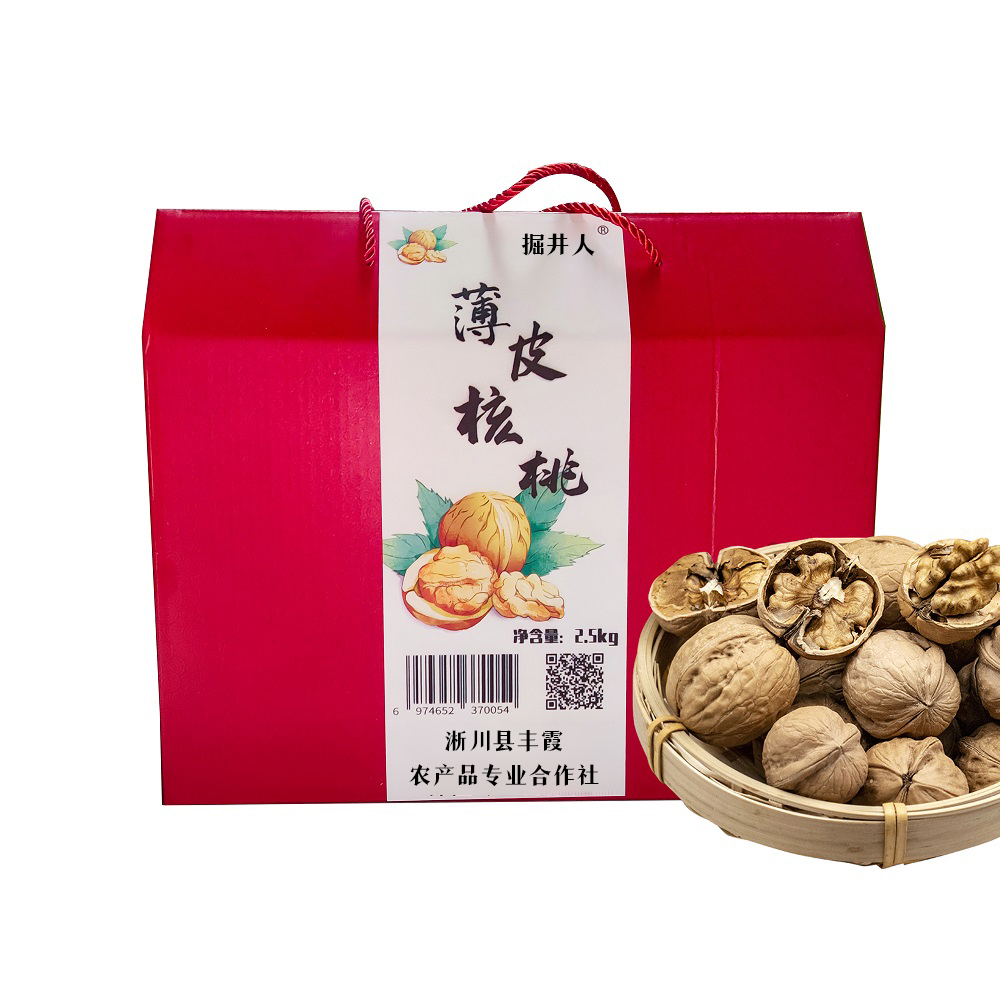 掘井人®
薄皮核桃
净含量：2.5kg
6 974652 370054
淅川县丰霞
农产品专业合作社